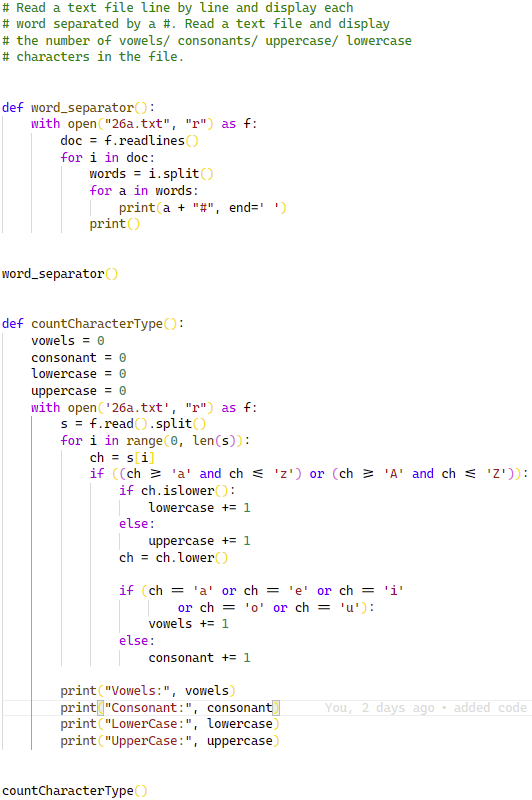 # Read a text file line by line and display each
# word separated by a #. Read a text file and display
# the number of vowels/ consonants/ uppercase/ lowercase
# characters in the file.
def word_separator():
    with open("26a.txt", "r") as f:
        doc = f.readlines()
        for i in doc:
            words = i.split()
            for a in words:
                print(a + "#", end=' ')
            print()
word_separator()
def countCharacterType():
    vowels = 0
    consonant = 0
    lowercase = 0
    uppercase = 0
    with open('26a.txt', "r") as f:
        s = f.read().split()
        for i in range(0, len(s)):
            ch = s[i]
            if ((ch >= 'a' and ch <= 'z') or (ch >= 'A' and ch <= 'Z')):
                if ch.islower():
                    lowercase += 1
                else:
                    uppercase += 1
                ch = ch.lower()
                if (ch == 'a' or ch == 'e' or ch == 'i'
                        or ch == 'o' or ch == 'u'):
                    vowels += 1
                else:
                    consonant += 1
        print("Vowels:", vowels)
        print("Consonant:", consonant) You, 2 days ago • added code
        print("LowerCase:", lowercase)
        print("UpperCase:", uppercase)
countCharacterType()